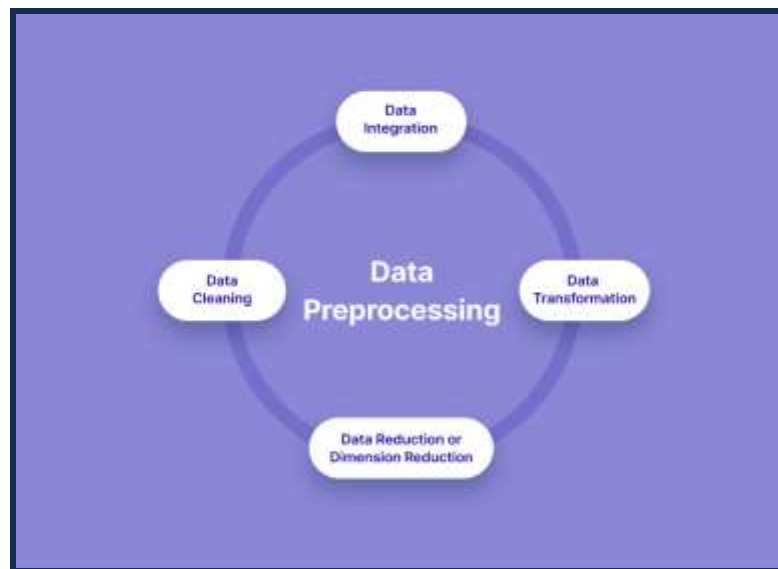 Data
Integration
Data
Cleaning
Data
Preprocessing
Data
Transformation
Data Reduction or
Dimension Reduction